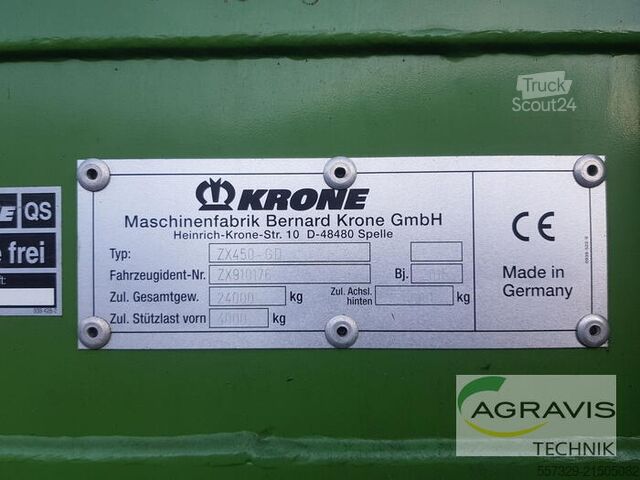 Truck
Scout24
KRONE
Maschinenfabrik Bernard Krone GmbH
Heinrich-Krone-Str. 10 D-48480 Spelle
Typ: ZX450-GD
Fahrzeugident-Nr. ZX910176 Bj.
Zul. Gesamtgew. 24000 kg Zul. Achsl. hinten kg
Zul. Stützlast vorn 4000 kg
CE
Made in
Germany
QS
frei
AGRAVIS
TECHNIK
557329-21505082